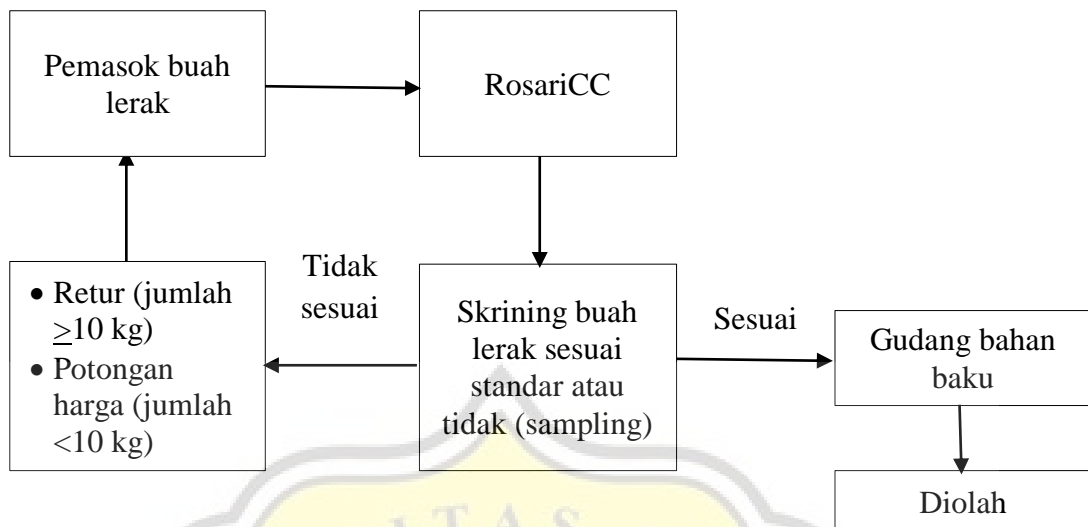 Pemasok buah
lerak
RosariCC
Tidak
sesuai
• Retur (jumlah
≥10 kg)
• Potongan
harga (jumlah
<10 kg)
Skrining buah
lerak sesuai
standar atau
tidak (sampling)
Sesuai
Gudang bahan
baku
Diolah
ITAS